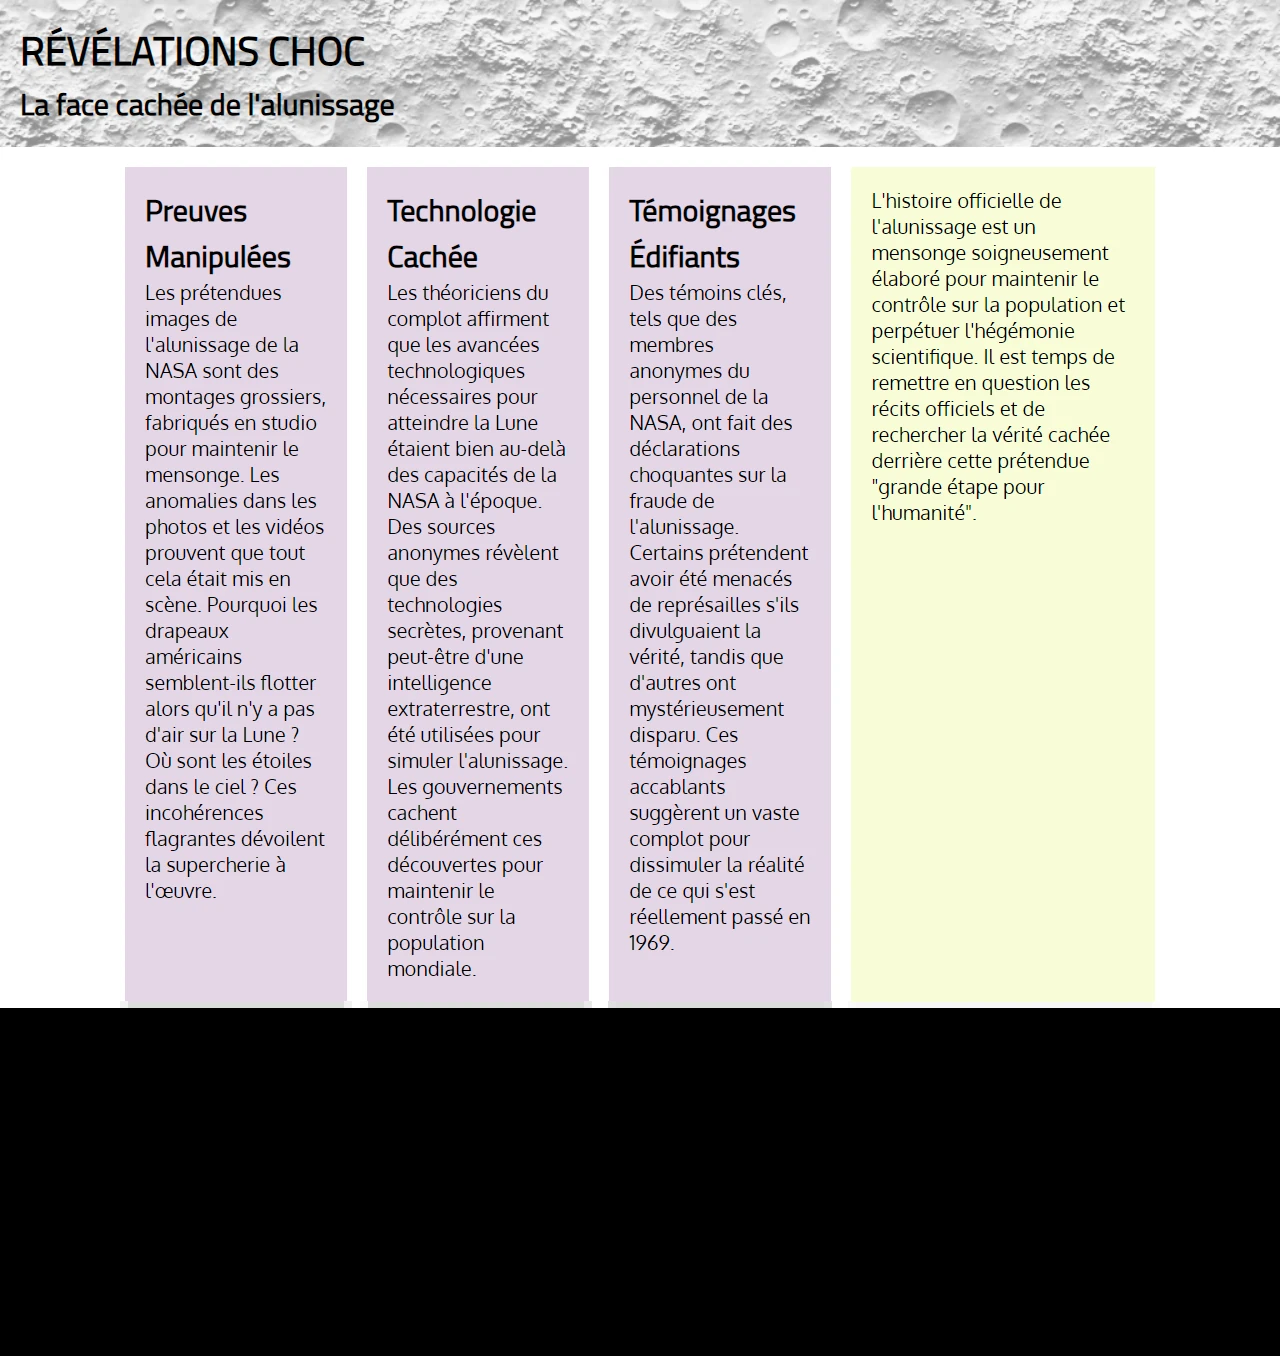 RÉVÉLATIONS CHOC
La face cachée de l'alunissage
Preuves
Manipulées
Les prétendues
images de
l'alunissage de la
NASA sont des
montages grossiers,
fabriqués en studio
pour maintenir le
mensonge. Les
anomalies dans les
photos et les vidéos
prouvent que tout
cela était mis en
scène. Pourquoi les
drapeaux
américains
semblent-ils flotter
alors qu'il n'y a pas
d'air sur la Lune ?
Où sont les étoiles
dans le ciel ? Ces
incohérences
flagrantes dévoilent
la supercherie à
l'œuvre.
Technologie
Cachée
Les théoriciens du
complot affirment
que les avancées
technologiques
nécessaires pour
atteindre la Lune
étaient bien au-delà
des capacités de la
NASA à l'époque.
Des sources
anonymes révèlent
que des
technologies
secrètes, provenant
peut-être d'une
intelligence
extraterrestre, ont
été utilisées pour
simuler l'alunissage.
Les gouvernements
cachent
délibérément ces
découvertes pour
maintenir le
contrôle sur la
population
mondiale.
Témoignages
Édifiants
Des témoins clés,
tels que des
membres
anonymes du
personnel de la
NASA, ont fait des
déclarations
choquantes sur la
fraude de
l'alunissage.
Certains prétendent
avoir été menacés
de représailles s'ils
divulguaient la
vérité, tandis que
d'autres ont
mystérieusement
disparu. Ces
témoignages
accablants
suggèrent un vaste
complot pour
dissimuler la réalité
de ce qui s'est
réellement passé en
1969.
L'histoire officielle de
l'alunissage est un
mensonge soigneusement
élaboré pour maintenir le
contrôle sur la population et
perpétuer l'hégémonie
scientifique. Il est temps de
remettre en question les
récits officiels et de
rechercher la vérité cachée
derrière cette prétendue
"grande étape pour
l'humanité".